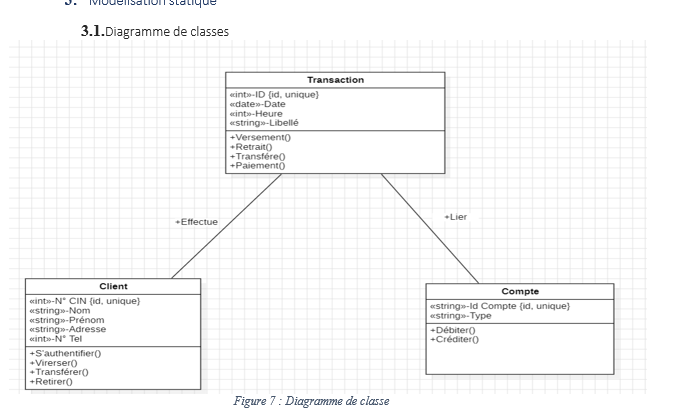 3. Modélisation statique
3.1.Diagramme de classes
Transaction
«int»-ID {id, unique}
«date»-Date
«int»-Heure
«string»-Libellé
+Versement()
+Retrait()
+Transfére()
+Paiement()
+Effectue
+Lier
Client
«int»-N° CIN {id, unique}
«string»-Nom
«string»-Prénom
«string»-Adresse
«int»-N° Tel
+S'authentifier()
+Virerser()
+Transférer()
+Retirer()
Compte
«string»-Id Compte {id, unique}
«string»-Type
+Débiter()
+Créditer()
Figure 7 : Diagramme de classe